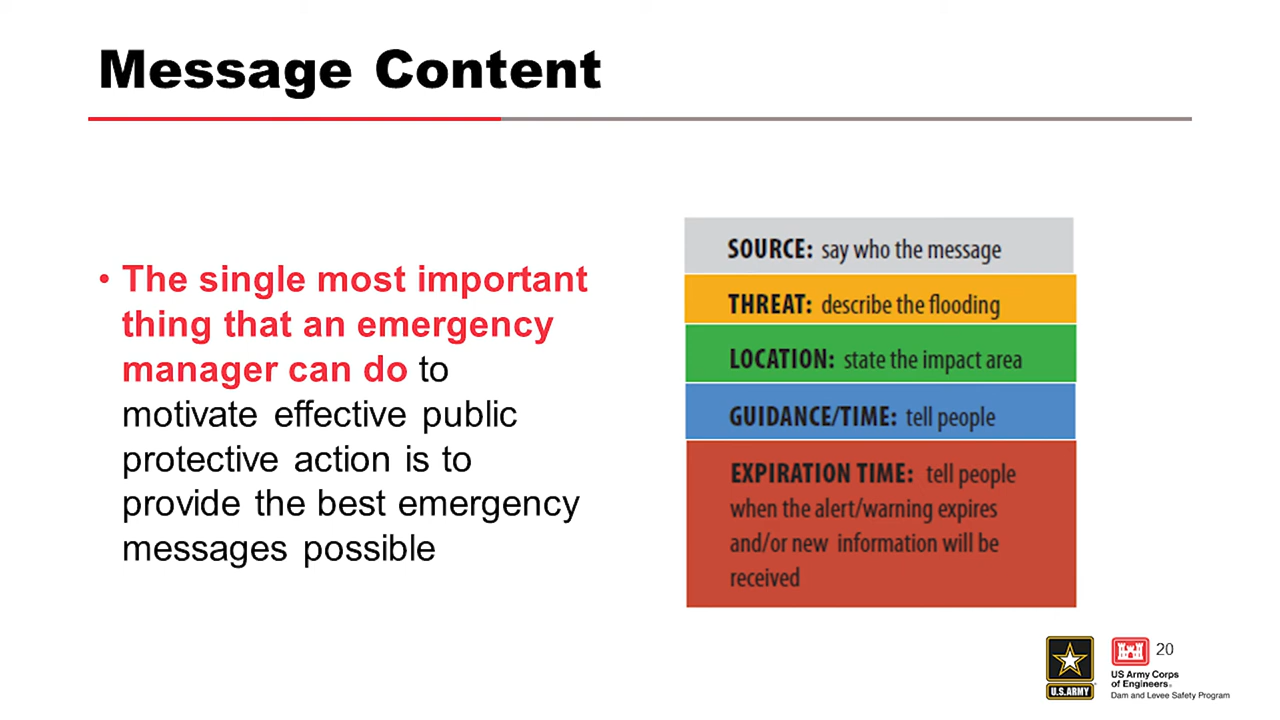 Message Content
• The single most important
thing that an emergency
manager can do to
motivate effective public
protective action is to
provide the best emergency
messages possible
SOURCE: say who the message
THREAT: describe the flooding
LOCATION: state the impact area
GUIDANCE/TIME: tell people
EXPIRATION TIME: tell people
when the alert/warning expires
and/or new information will be
received
U.S. ARMY
20
US Army Corps
of Engineers®
Dam and Levee Safety Program